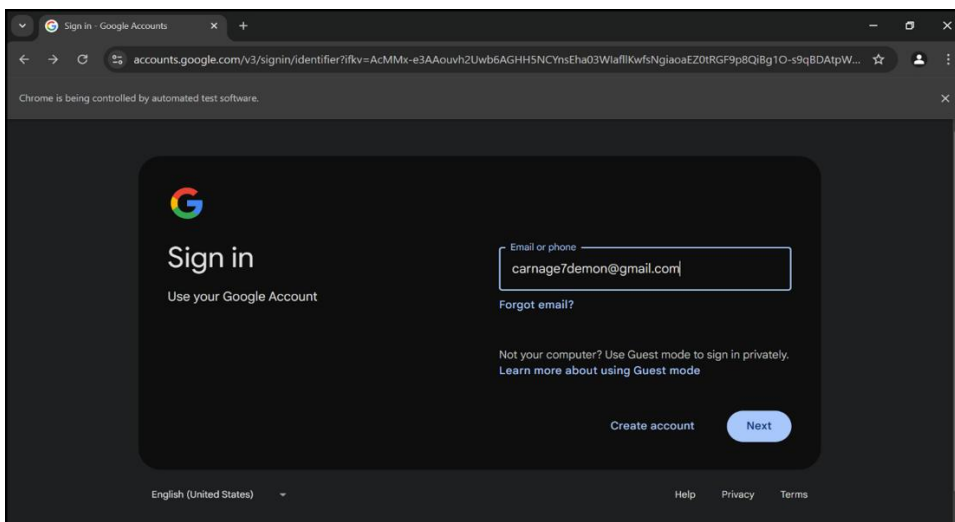 Sign in - Google Accounts
accounts.google.com/v3/signin/identifier?ifkv=AcMMx-e3AAouvh2Uwb6AGHH5NCYnsEha03WIafllKwfsNgiaoaEZ0tRGF9p8QiBg1O-s9qBDAtpW...
Chrome is being controlled by automated test software.
Sign in
Use your Google Account
Email or phone
carnage7demon@gmail.com
Forgot email?
Not your computer? Use Guest mode to sign in privately.
Learn more about using Guest mode
Create account
Next
English (United States)
Help Privacy Terms